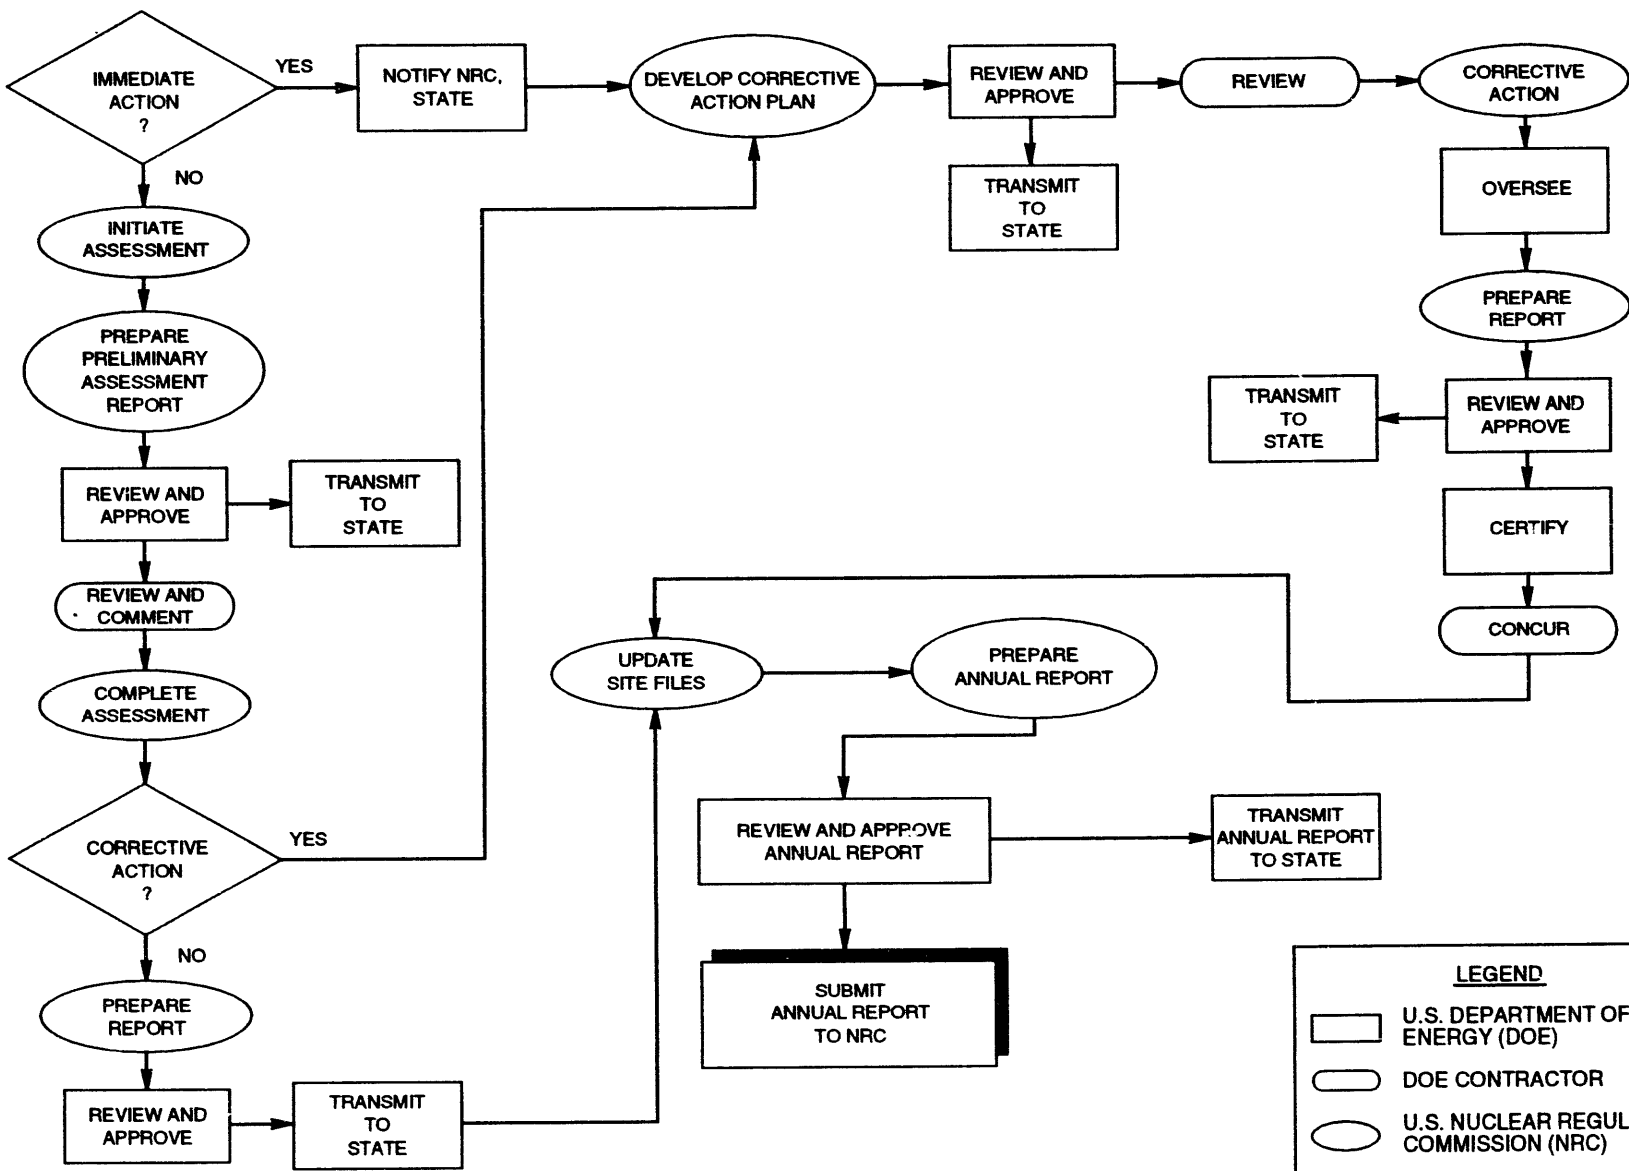 IMMEDIATE
ACTION
?
YES
NOTIFY NRC,
STATE
DEVELOP CORRECTIVE
ACTION PLAN
REVIEW AND
APPROVE
REVIEW
CORRECTIVE
ACTION
TRANSMIT
TO
STATE
OVERSEE
PREPARE
REPORT
REVIEW AND
APPROVE
TRANSMIT
TO
STATE
CERTIFY
CONCUR
NO
INITIATE
ASSESSMENT
PREPARE
PRELIMINARY
ASSESSMENT
REPORT
REVIEW AND
APPROVE
TRANSMIT
TO
STATE
REVIEW AND
COMMENT
COMPLETE
ASSESSMENT
CORRECTIVE
ACTION
?
YES
NO
PREPARE
REPORT
REVIEW AND
APPROVE
TRANSMIT
TO
STATE
UPDATE
SITE FILES
PREPARE
ANNUAL REPORT
REVIEW AND APPROVE
ANNUAL REPORT
TRANSMIT
ANNUAL REPORT
TO STATE
SUBMIT
ANNUAL REPORT
TO NRC
LEGEND
U.S. DEPARTMENT OF
ENERGY (DOE)
DOE CONTRACTOR
U.S. NUCLEAR REGUL
COMMISSION (NRC)